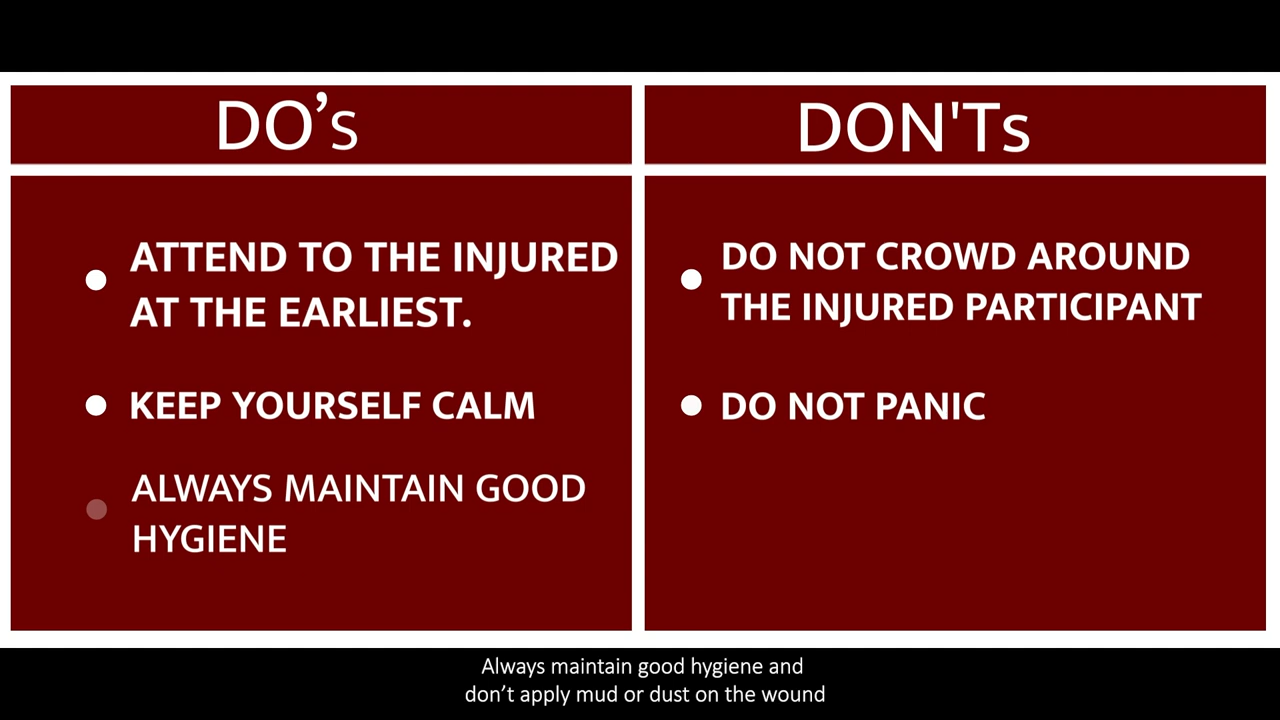 DO’s
ATTEND TO THE INJURED
AT THE EARLIEST.
KEEP YOURSELF CALM
ALWAYS MAINTAIN GOOD
HYGIENE
DON'Ts
DO NOT CROWD AROUND
THE INJURED PARTICIPANT
DO NOT PANIC
Always maintain good hygiene and
don’t apply mud or dust on the wound